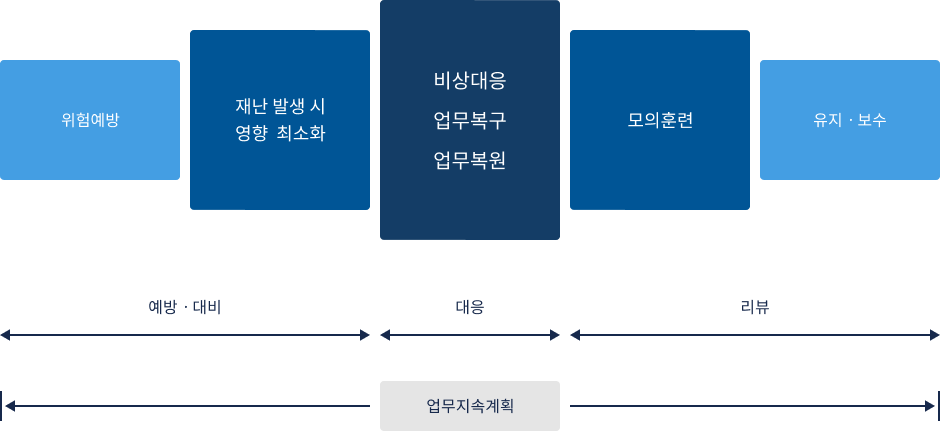 위험예방
재난 발생 시
영향 최소화
비상대응
업무복구
업무복원
모의훈련
유지 · 보수
예방 · 대비
대응
리뷰
업무지속계획